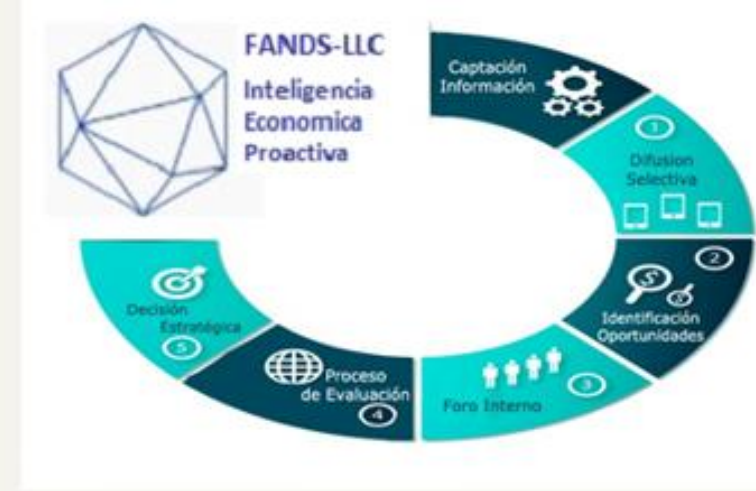 FANDS-LLC
Inteligencia
Economica
Proactiva
Captación
Información
1
Difusion
Selectiva
2
Identificación
Oportunidades
3
Foro Interno
Proceso
de Evaluación
4
Decisión
Estratégica
5